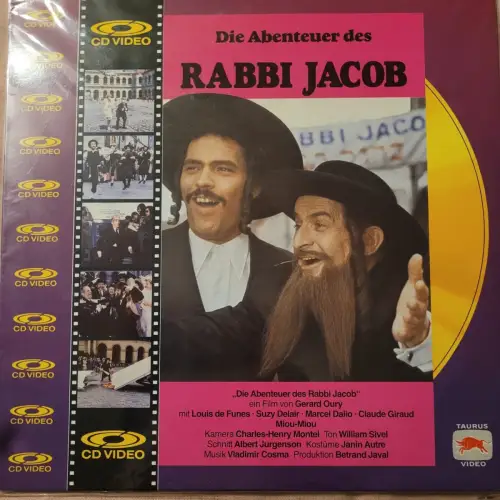 CD VIDEO
CD VIDEO
CD VIDEO
CD VIDEO
CD VIDEO
CD VIDEO
CD VIDEO
CD VIDEO
CD VIDEO
CD VIDEO
CD VIDEO
CD VIDEO
Die Abenteuer des
RABBI JACOB
BBI JACO
„Die Abenteuer des Rabbi Jacob"
ein Film von Gerard Oury
mit Louis de Funes · Suzy Delair · Marcel Dalio · Claude Giraud
Miou-Miou
Kamera Charles-Henry Montel Ton William Sivel
Schnitt Albert Jurgenson Kostüme Janin Autre
Musik Vladimir Cosma Produktion Betrand Javal
TAURUS
VIDEO